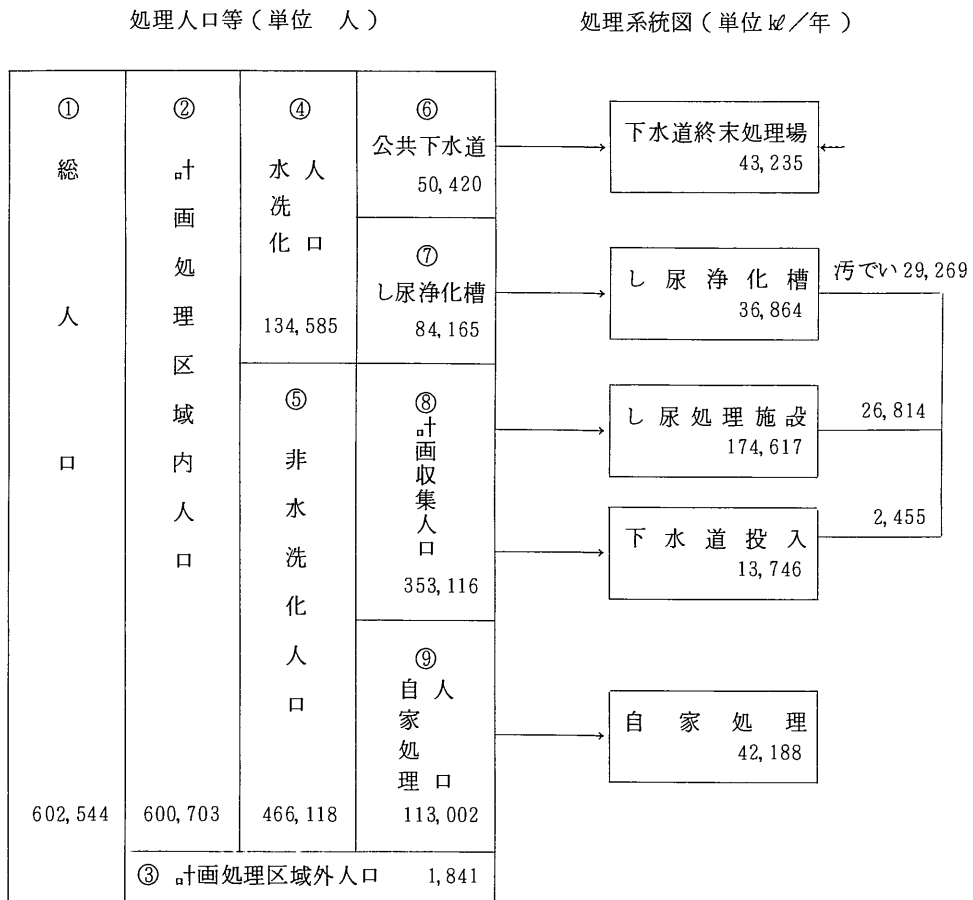 処理人口等(単位 人)
処理系統図(単位㎘/年)
①
総人口
602,544
②
計画処理区域内人口
600,703
④
水洗化人口
134,585
⑤
非水洗化人口
466,118
⑥
公共下水道
50,420
⑦
し尿浄化槽
84,165
⑧
計画収集人口
353,116
⑨
自家処理人口
113,002
③ 計画処理区域外人口 1,841
下水道終末処理場
43,235
し尿浄化槽
36,864
汚でい 29,269
し尿処理施設
174,617
26,814
下水道投入
13,746
2,455
自家処理
42,188